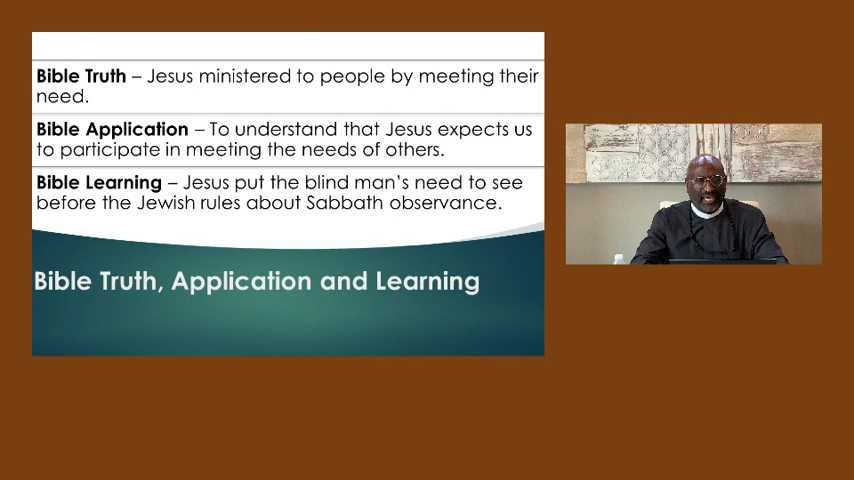 Bible Truth – Jesus ministered to people by meeting their
need.
Bible Application – To understand that Jesus expects us
to participate in meeting the needs of others.
Bible Learning – Jesus put the blind man’s need to see
before the Jewish rules about Sabbath observance.
Bible Truth, Application and Learning